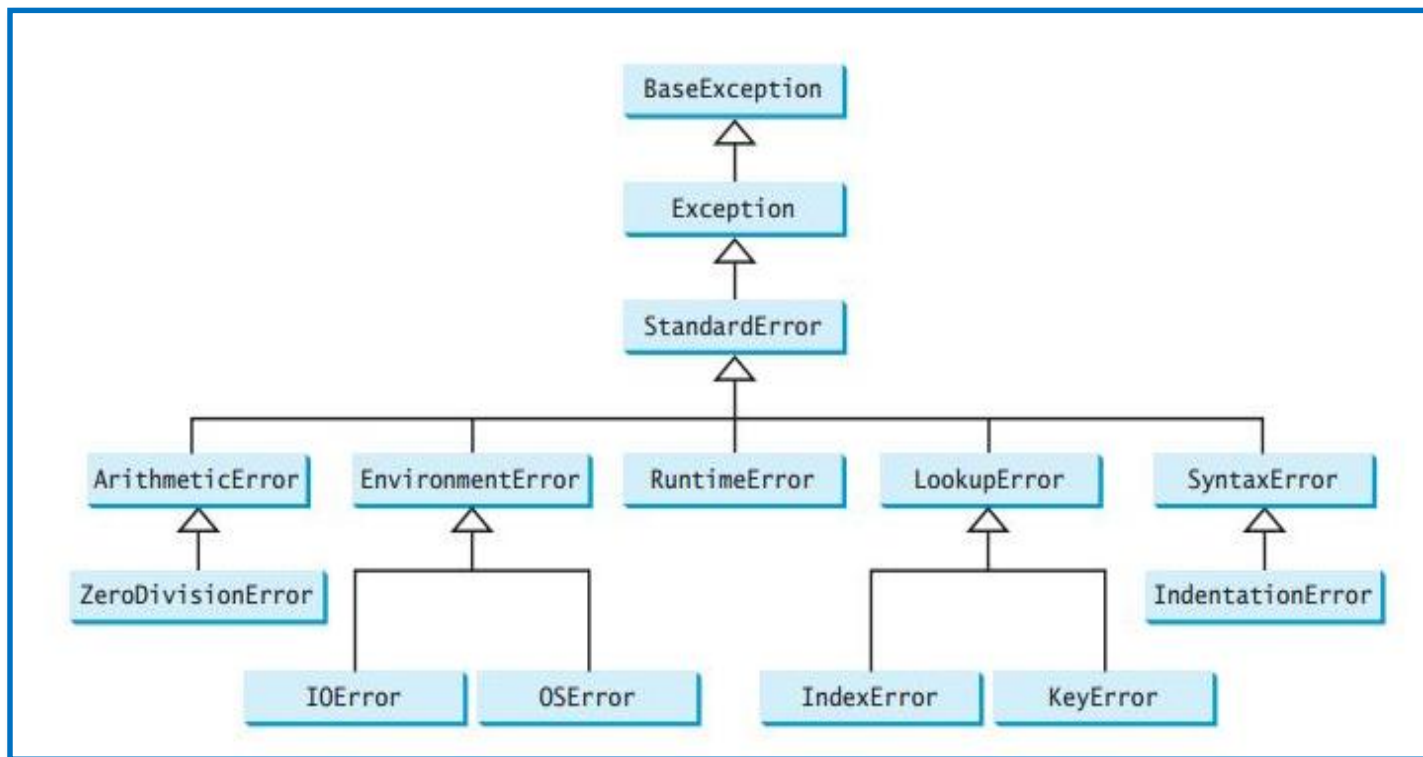 BaseException
Exception
StandardError
ArithmeticError EnvironmentError RuntimeError LookupError SyntaxError
ZeroDivisionError IndentationError
IOError OSError IndexError KeyError